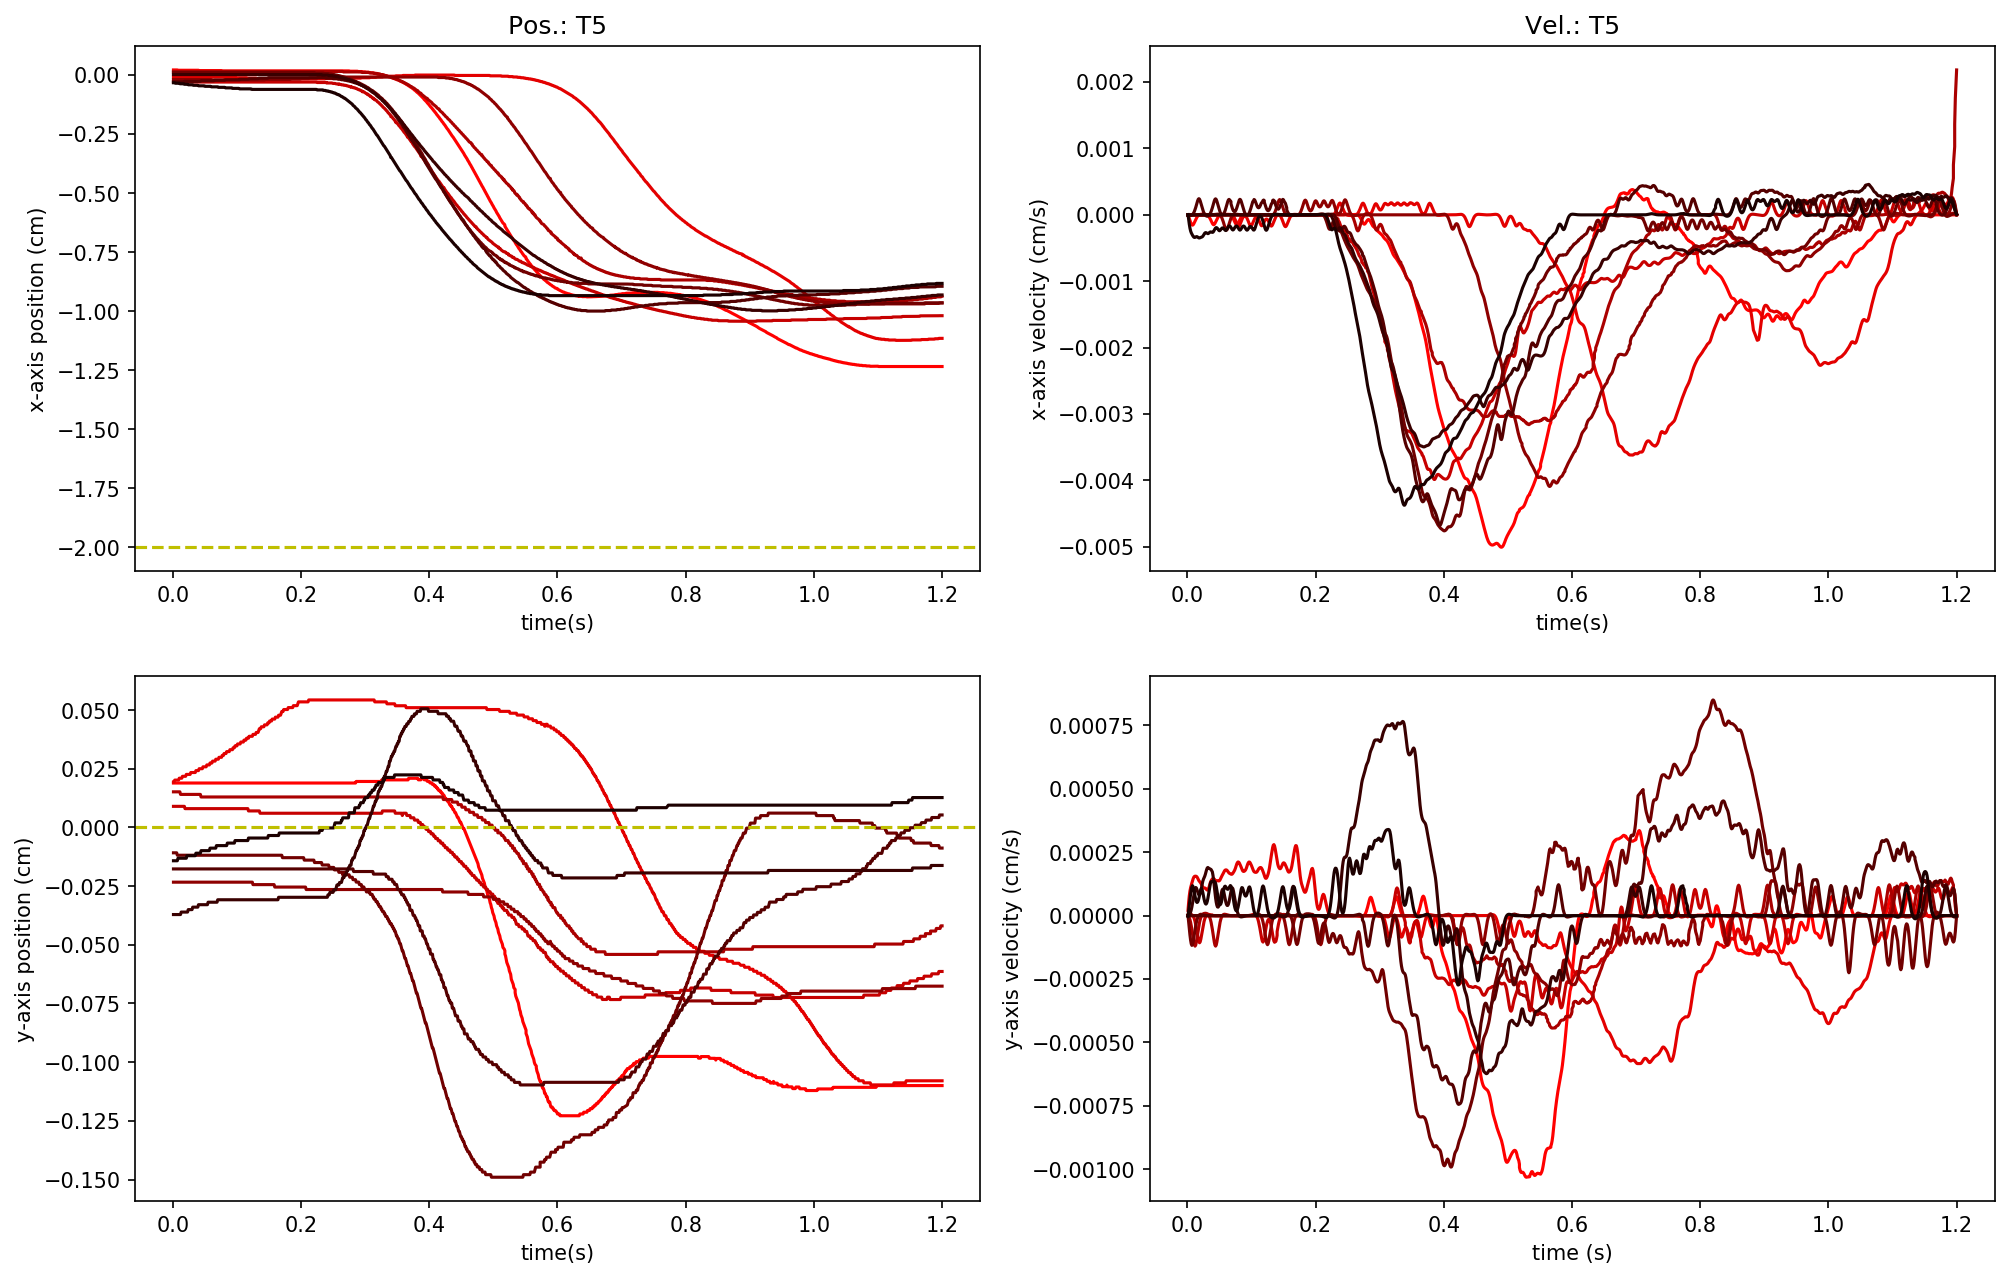 Pos.: T5
x-axis position (cm)
0.00
−0.25
−0.50
−0.75
−1.00
−1.25
−1.50
−1.75
−2.00
0.0 0.2 0.4 0.6 0.8 1.0 1.2
time(s)
Vel.: T5
x-axis velocity (cm/s)
0.002
0.001
0.000
−0.001
−0.002
−0.003
−0.004
−0.005
0.0 0.2 0.4 0.6 0.8 1.0 1.2
time(s)
y-axis position (cm)
0.050
0.025
0.000
−0.025
−0.050
−0.075
−0.100
−0.125
−0.150
0.0 0.2 0.4 0.6 0.8 1.0 1.2
time(s)
y-axis velocity (cm/s)
0.00075
0.00050
0.00025
0.00000
−0.00025
−0.00050
−0.00075
−0.00100
0.0 0.2 0.4 0.6 0.8 1.0 1.2
time (s)